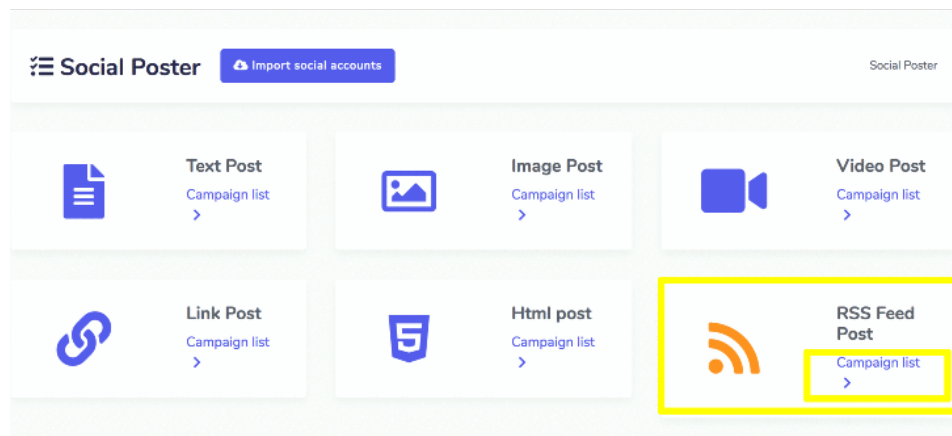 Social Poster
Import social accounts
Social Poster
Text Post
Campaign list
Image Post
Campaign list
Video Post
Campaign list
Link Post
Campaign list
Html post
Campaign list
RSS Feed
Post
Campaign list